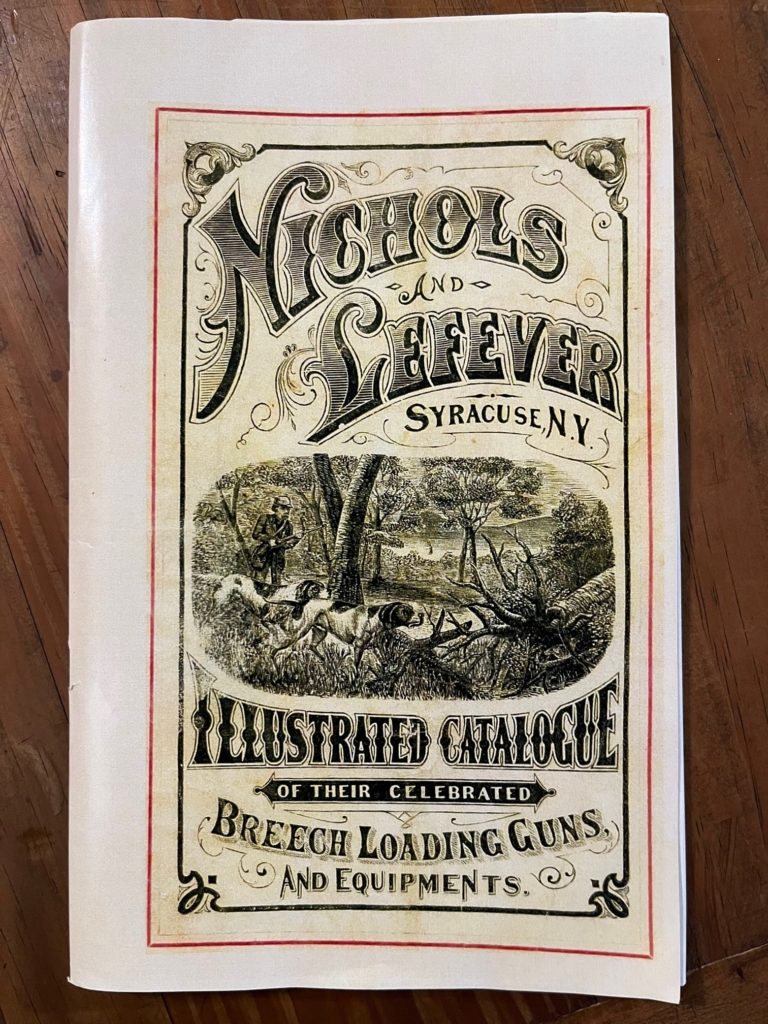 NICHOLS
AND
LEFEVER
SYRACUSE, N.Y.
ILLUSTRATED CATALOGUE
OF THEIR CELEBRATED
BREECH LOADING GUNS,
AND EQUIPMENTS.